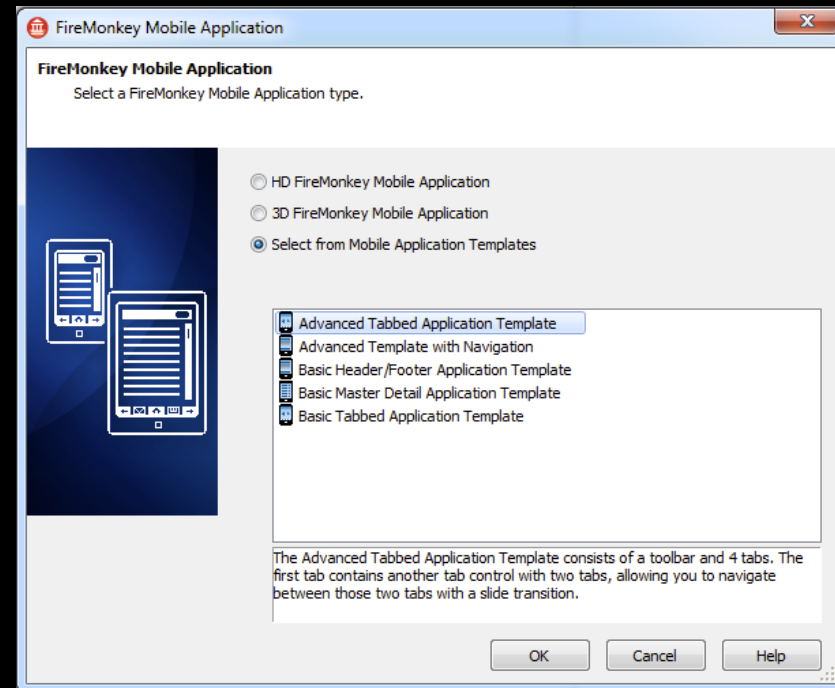 FireMonkey Mobile Application
FireMonkey Mobile Application
Select a FireMonkey Mobile Application type.
HD FireMonkey Mobile Application
3D FireMonkey Mobile Application
Select from Mobile Application Templates
Advanced Tabbed Application Template
Advanced Template with Navigation
Basic Header/Footer Application Template
Basic Master Detail Application Template
Basic Tabbed Application Template
The Advanced Tabbed Application Template consists of a toolbar and 4 tabs. The
first tab contains another tab control with two tabs, allowing you to navigate
between those two tabs with a slide transition.
OK Cancel Help